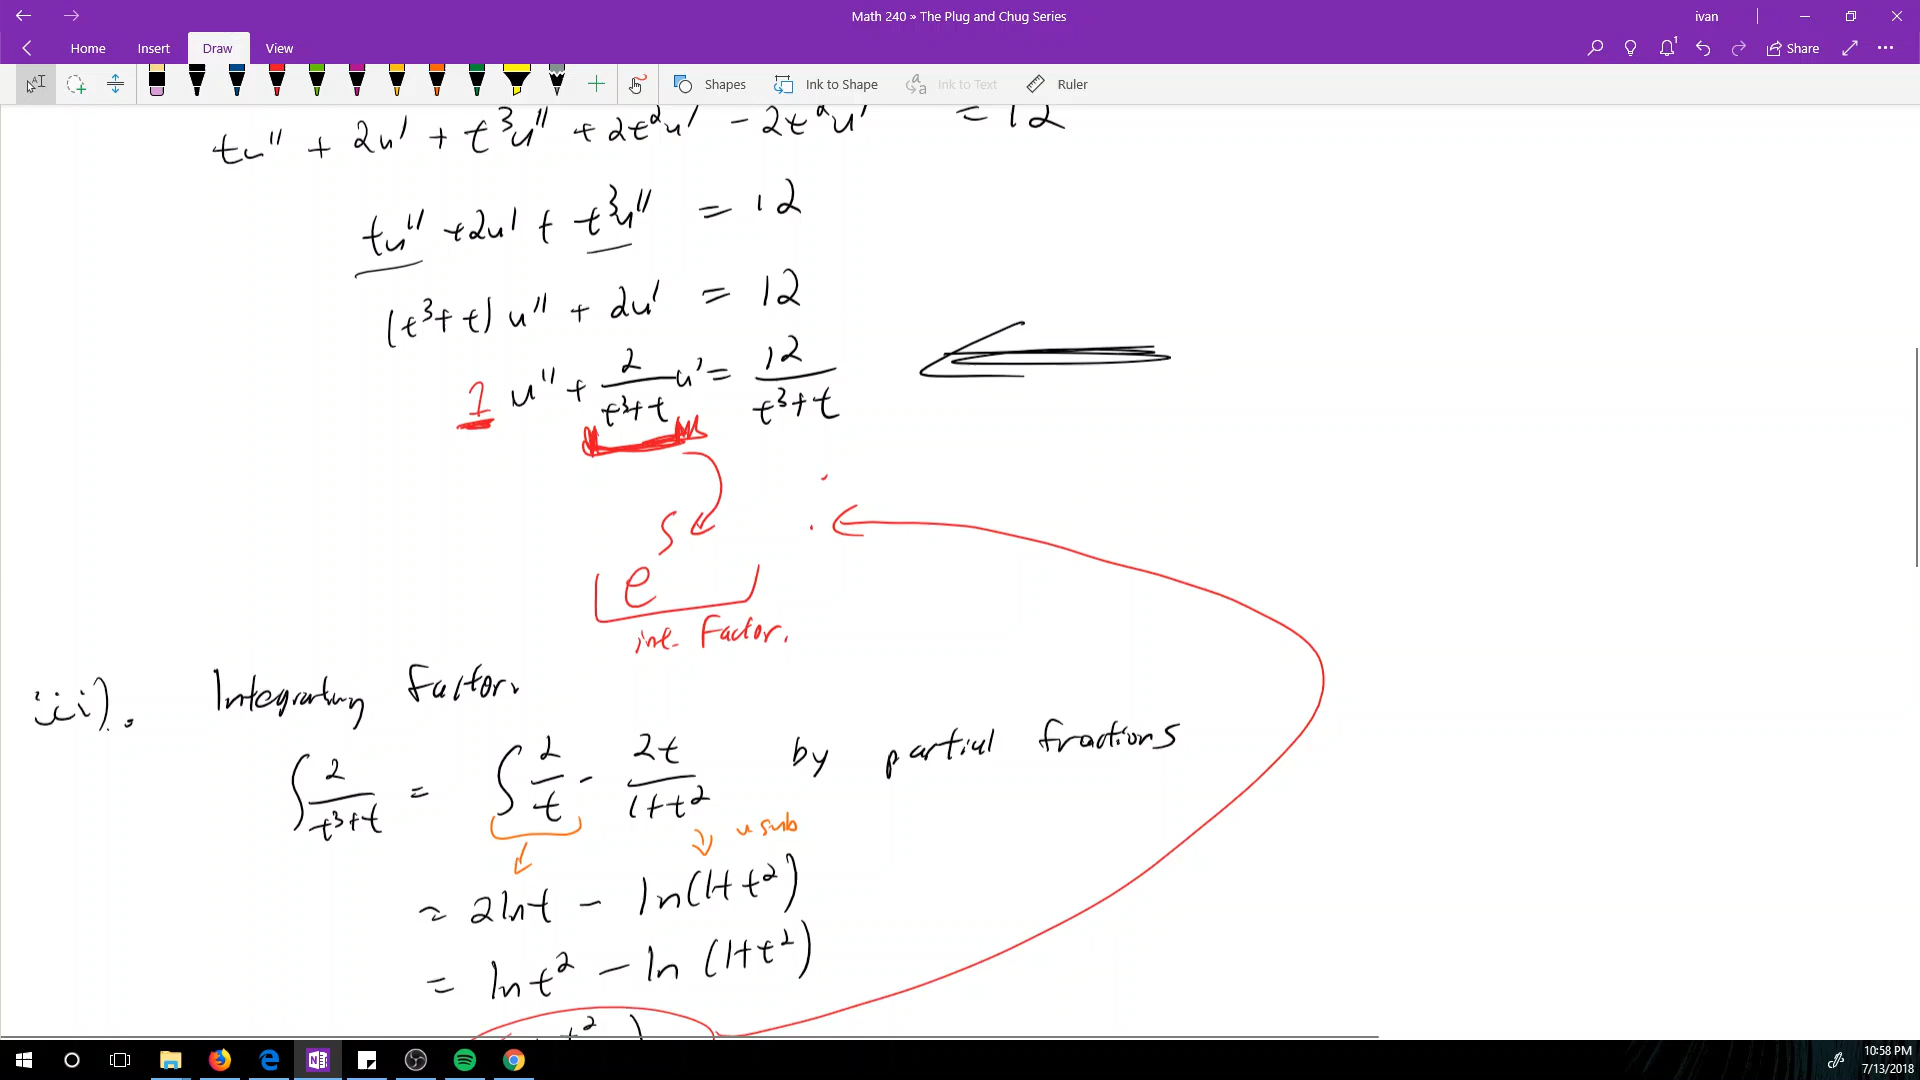 Math 240 » The Plug and Chug Series
ivan
Home Insert Draw View
1
Share
Shapes Ink to Shape Ink to Text Ruler
tu'' + 2u' + t³u'' + 2t²u' - 2t²u' = 12
tu'' + 2u' + t³u'' = 12
(t³+t) u'' + 2u' = 12
1 u'' + 2/(t³+t) u' = 12/(t³+t)
e^∫
int. Factor.
iii). Integrating Factor.
∫ 2/(t³+t) = ∫ 2/t - 2t/(1+t²) by partial fractions
u sub
= 2lnt - ln(1+t²)
= lnt² - ln (1+t²)
t²)
10:58 PM
7/13/2018